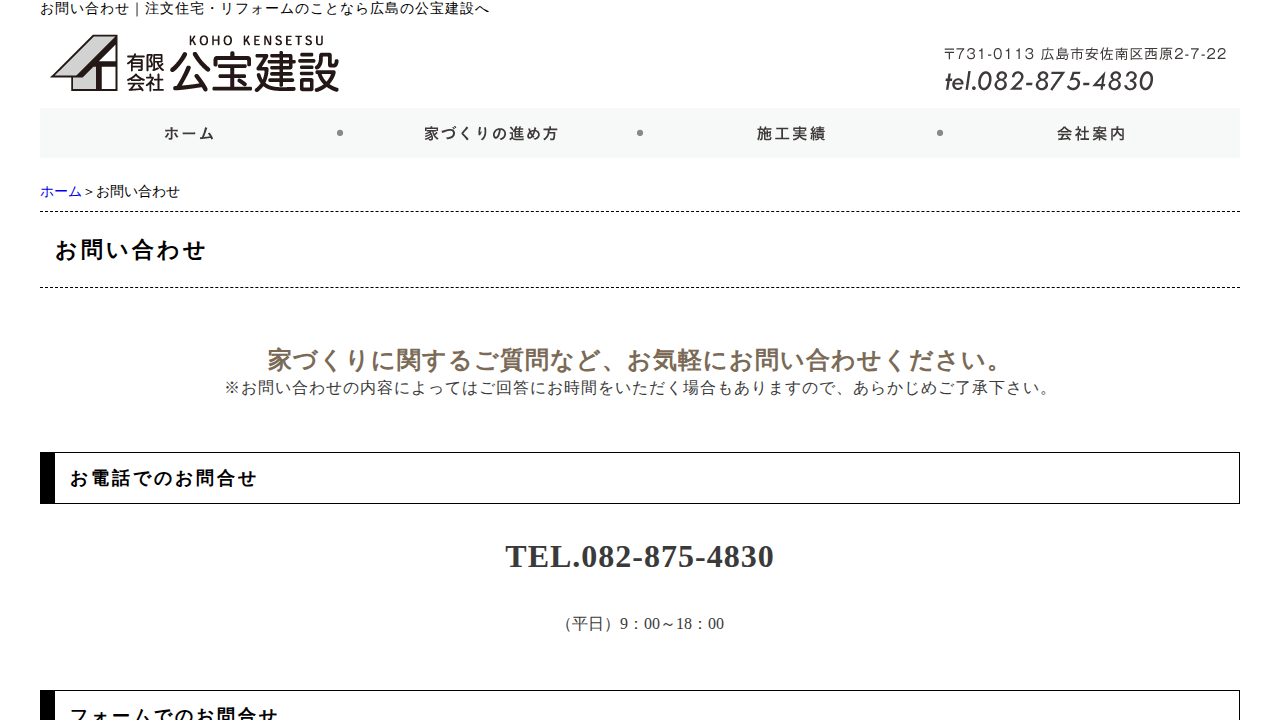 お問い合わせ｜注文住宅・リフォームのことなら広島の公宝建設へ
KOHO KENSETSU
有限会社 公宝建設
〒731-0113 広島市安佐南区西原2-7-22
tel.082-875-4830
ホーム ・ 家づくりの進め方 ・ 施工実績 ・ 会社案内
ホーム > お問い合わせ
お問い合わせ
家づくりに関するご質問など、お気軽にお問い合わせください。
※お問い合わせの内容によってはご回答にお時間をいただく場合もありますので、あらかじめご了承下さい。
お電話でのお問合せ
TEL.082-875-4830
（平日）9：00～18：00
フォームでのお問合せ